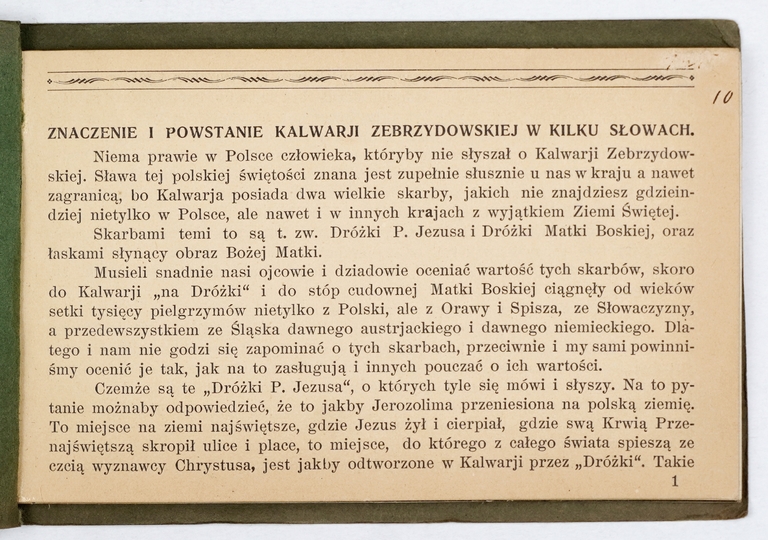 10
ZNACZENIE I POWSTANIE KALWARJI ZEBRZYDOWSKIEJ W KILKU SŁOWACH.
Niema prawie w Polsce człowieka, któryby nie słyszał o Kalwarji Zebrzydow-
skiej. Sława tej polskiej świętości znana jest zupełnie słusznie u nas w kraju a nawet
zagranicą, bo Kalwarja posiada dwa wielkie skarby, jakich nie znajdziesz gdziein-
dziej nietylko w Polsce, ale nawet i w innych krajach z wyjątkiem Ziemi Świętej.
Skarbami temi to są t. zw. Dróżki P. Jezusa i Dróżki Matki Boskiej, oraz
łaskami słynący obraz Bożej Matki.
Musieli snadnie nasi ojcowie i dziadowie oceniać wartość tych skarbów, skoro
do Kalwarji „na Dróżki“ i do stóp cudownej Matki Boskiej ciągnęły od wieków
setki tysięcy pielgrzymów nietylko z Polski, ale z Orawy i Spisza, ze Słowaczyzny,
a przedewszystkiem ze Śląska dawnego austrjackiego i dawnego niemieckiego. Dla-
tego i nam nie godzi się zapominać o tych skarbach, przeciwnie i my sami powinni-
śmy ocenić je tak, jak na to zasługują i innych pouczać o ich wartości.
Czemże są te „Dróżki P. Jezusa“, o których tyle się mówi i słyszy. Na to py-
tanie możnaby odpowiedzieć, że to jakby Jerozolima przeniesiona na polską ziemię.
To miejsce na ziemi najświętsze, gdzie Jezus żył i cierpiał, gdzie swą Krwią Prze-
najświętszą skropił ulice i place, to miejsce, do którego z całego świata spieszą ze
czcią wyznawcy Chrystusa, jest jakby odtworzone w Kalwarji przez „Dróżki“. Takie
1